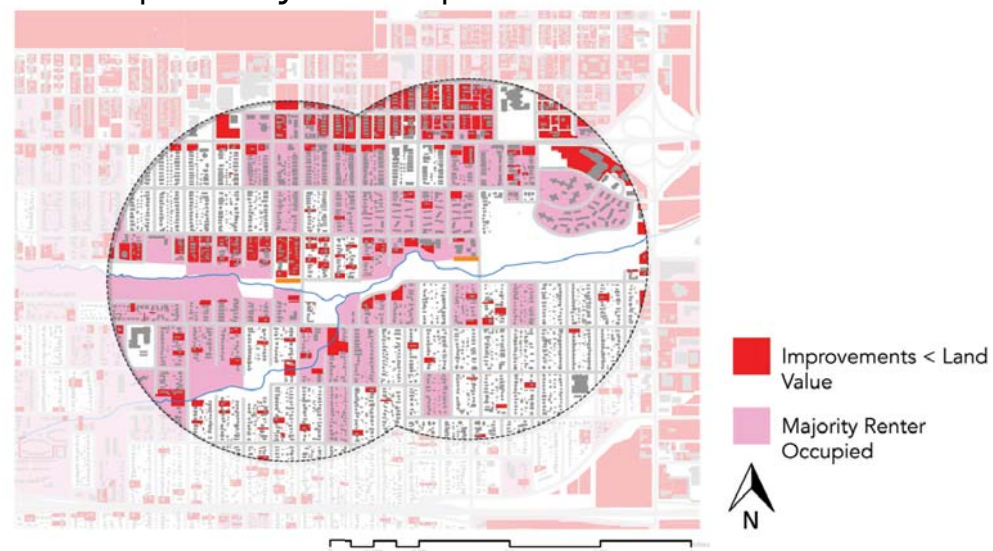 Improvements < Land
Value
Majority Renter
Occupied
N